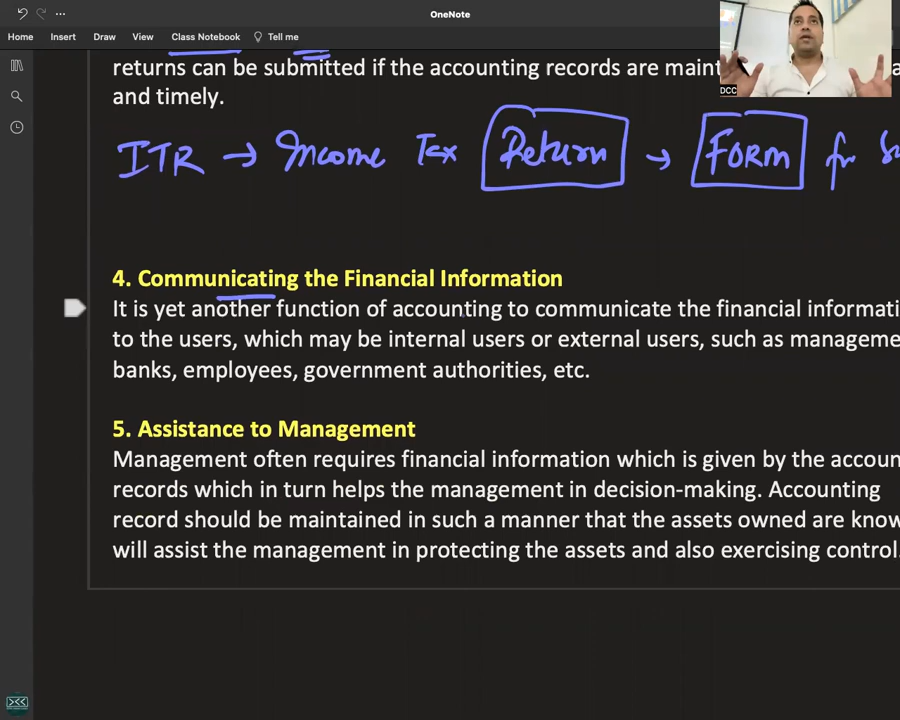 OneNote
Home Insert Draw View Class Notebook Tell me
DCC
returns can be submitted if the accounting records are
and timely.
ITR → Income Tax Return → FORM for
4. Communicating the Financial Information
It is yet another function of accounting to communicate the financial
to the users, which may be internal users or external users, such as
banks, employees, government authorities, etc.
5. Assistance to Management
Management often requires financial information which is given by the
records which in turn helps the management in decision-making. Accounting
record should be maintained in such a manner that the assets owned are
will assist the management in protecting the assets and also exercising control.